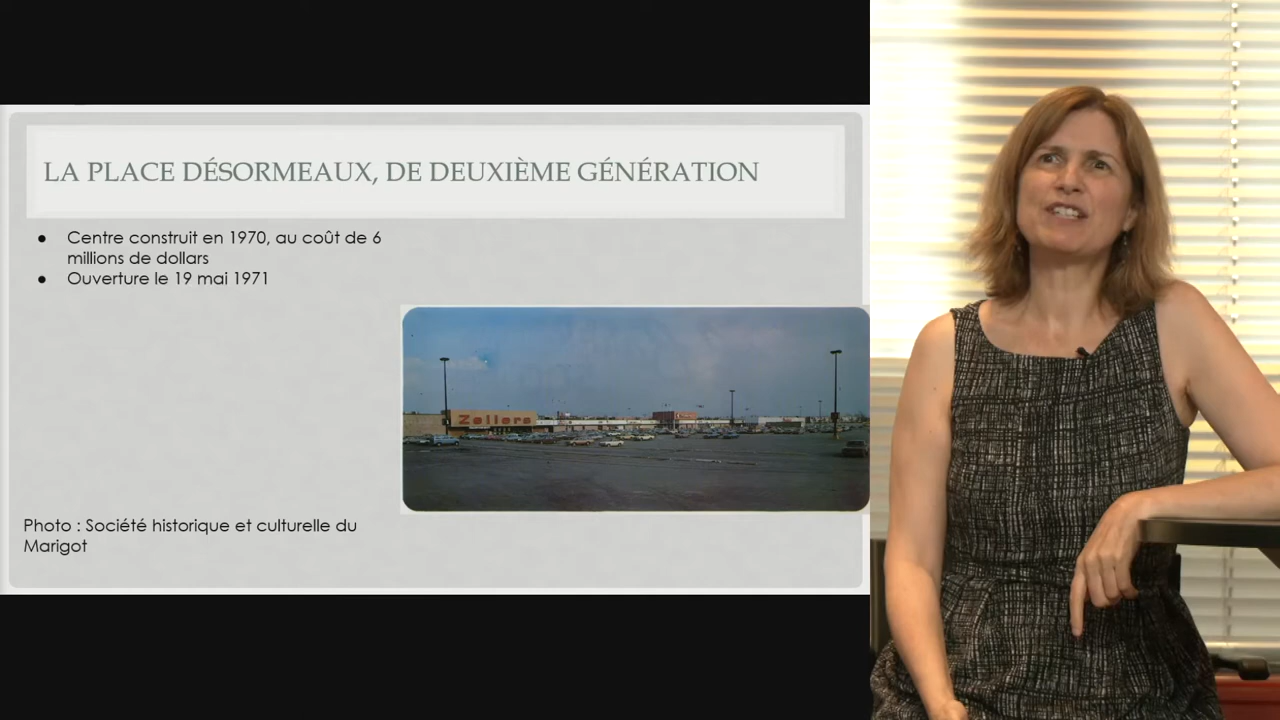 LA PLACE DÉSORMEAUX, DE DEUXIÈME GÉNÉRATION
● Centre construit en 1970, au coût de 6
millions de dollars
● Ouverture le 19 mai 1971
Zellers
Photo : Société historique et culturelle du
Marigot